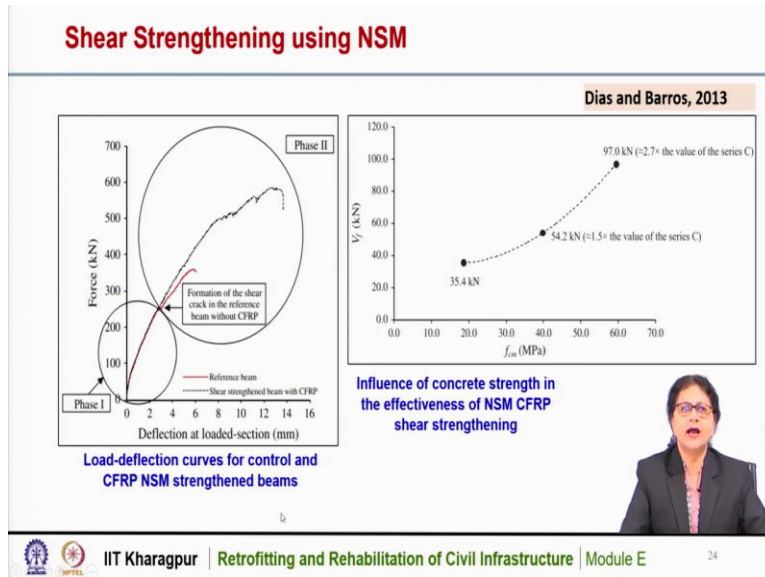 Shear Strengthening using NSM
Dias and Barros, 2013
700
600
500
400
300
200
100
0
Force (kN)
Phase II
Formation of the shear
crack in the reference
beam without CFRP
Phase I
Reference beam
Shear strengthened beam with CFRP
0 2 4 6 8 10 12 14 16
Deflection at loaded-section (mm)
Load-deflection curves for control and
CFRP NSM strengthened beams
120.0
100.0
80.0
60.0
40.0
20.0
0.0
Vf (kN)
97.0 kN (≈2.7× the value of the series C)
54.2 kN (≈1.5× the value of the series C)
35.4 kN
0.0 10.0 20.0 30.0 40.0 50.0 60.0 70.0
fcm (MPa)
Influence of concrete strength in
the effectiveness of NSM CFRP
shear strengthening
NPTEL
IIT Kharagpur | Retrofitting and Rehabilitation of Civil Infrastructure | Module E
24